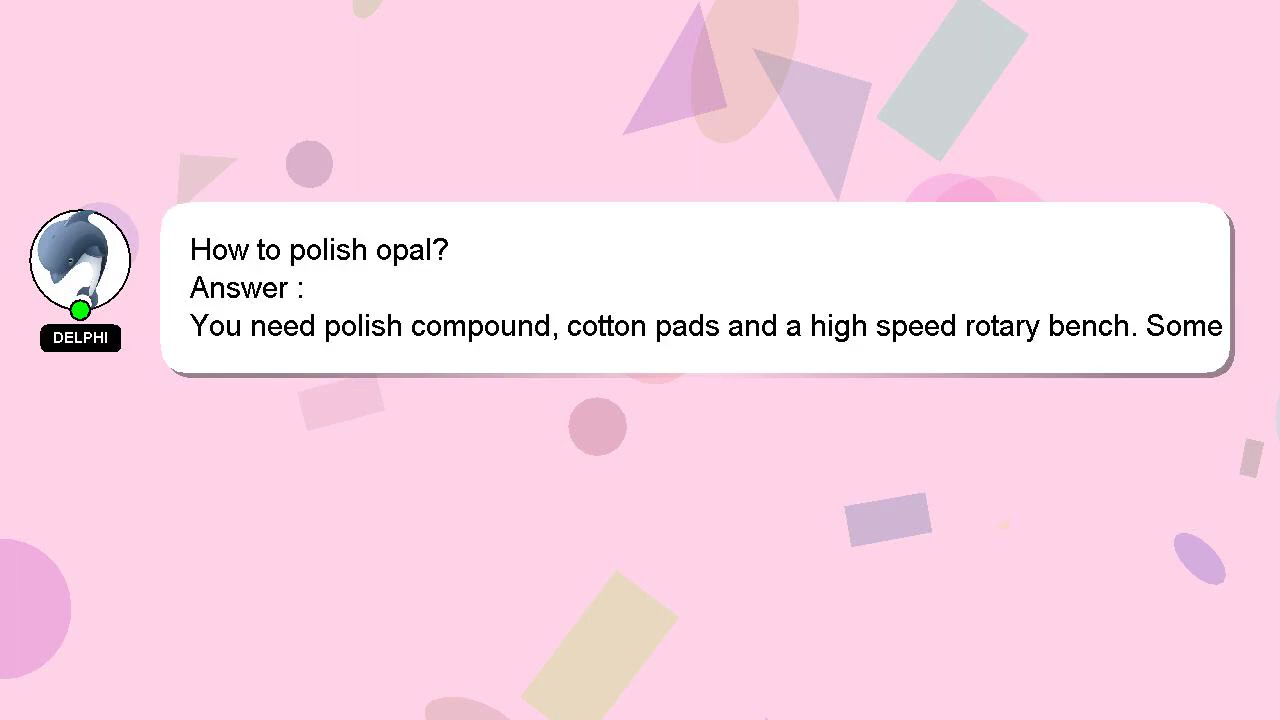 How to polish opal?
Answer :
You need polish compound, cotton pads and a high speed rotary bench. Some
DELPHI